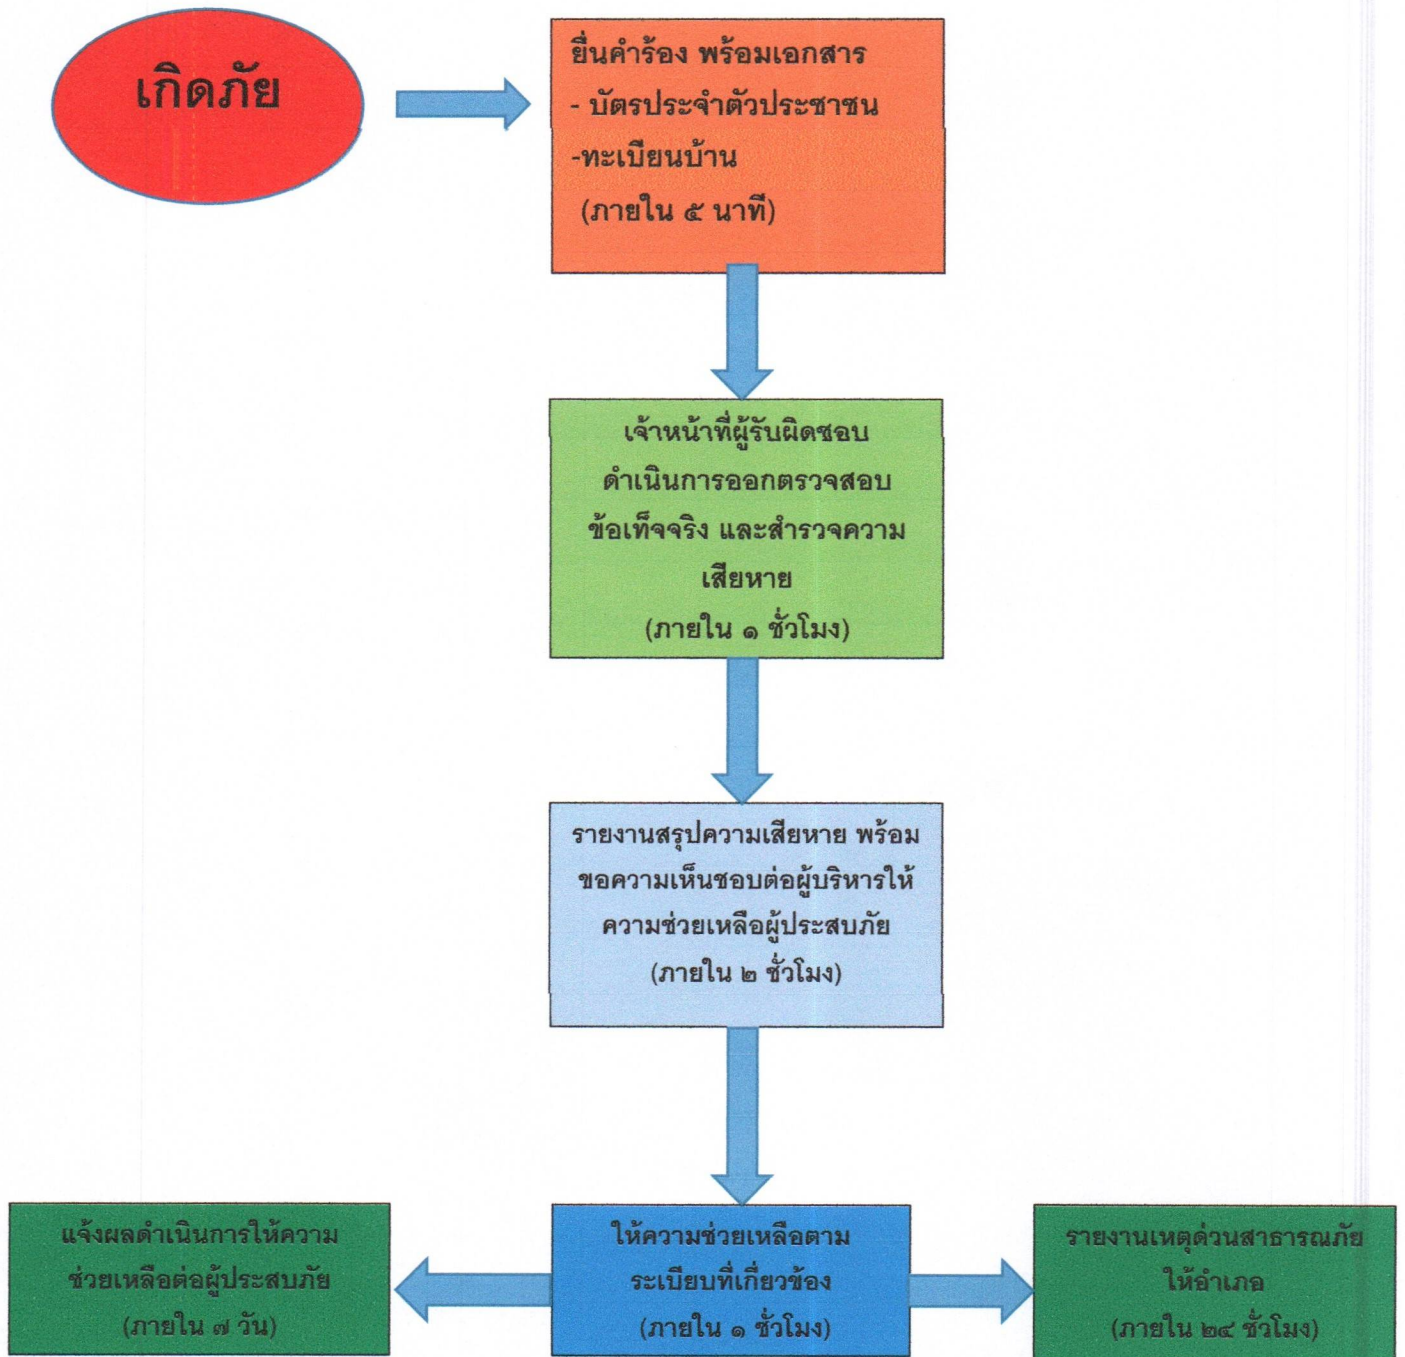 เกิดภัย
ยื่นคำร้อง พร้อมเอกสาร
- บัตรประจำตัวประชาชน
-ทะเบียนบ้าน
(ภายใน ๕ นาที)
เจ้าหน้าที่ผู้รับผิดชอบ
ดำเนินการออกตรวจสอบ
ข้อเท็จจริง และสำรวจความ
เสียหาย
(ภายใน ๑ ชั่วโมง)
รายงานสรุปความเสียหาย พร้อม
ขอความเห็นชอบต่อผู้บริหารให้
ความช่วยเหลือผู้ประสบภัย
(ภายใน ๒ ชั่วโมง)
แจ้งผลดำเนินการให้ความ
ช่วยเหลือต่อผู้ประสบภัย
(ภายใน ๗ วัน)
ให้ความช่วยเหลือตาม
ระเบียบที่เกี่ยวข้อง
(ภายใน ๑ ชั่วโมง)
รายงานเหตุด่วนสาธารณภัย
ให้อำเภอ
(ภายใน ๒๔ ชั่วโมง)